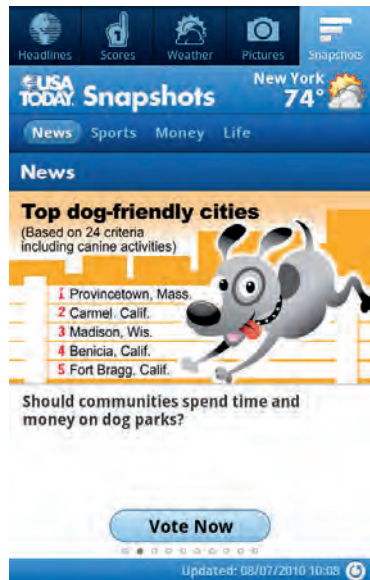 Headlines Scores Weather Pictures Snapshots
USA TODAY Snapshots
New York
74°
News Sports Money Life
News
Top dog-friendly cities
(Based on 24 criteria
including canine activities)
1 Provincetown, Mass.
2 Carmel. Calif.
3 Madison, Wis.
4 Benicia, Calif.
5 Fort Bragg, Calif.
Should communities spend time and
money on dog parks?
Vote Now
Updated: 08/07/2010 10:08